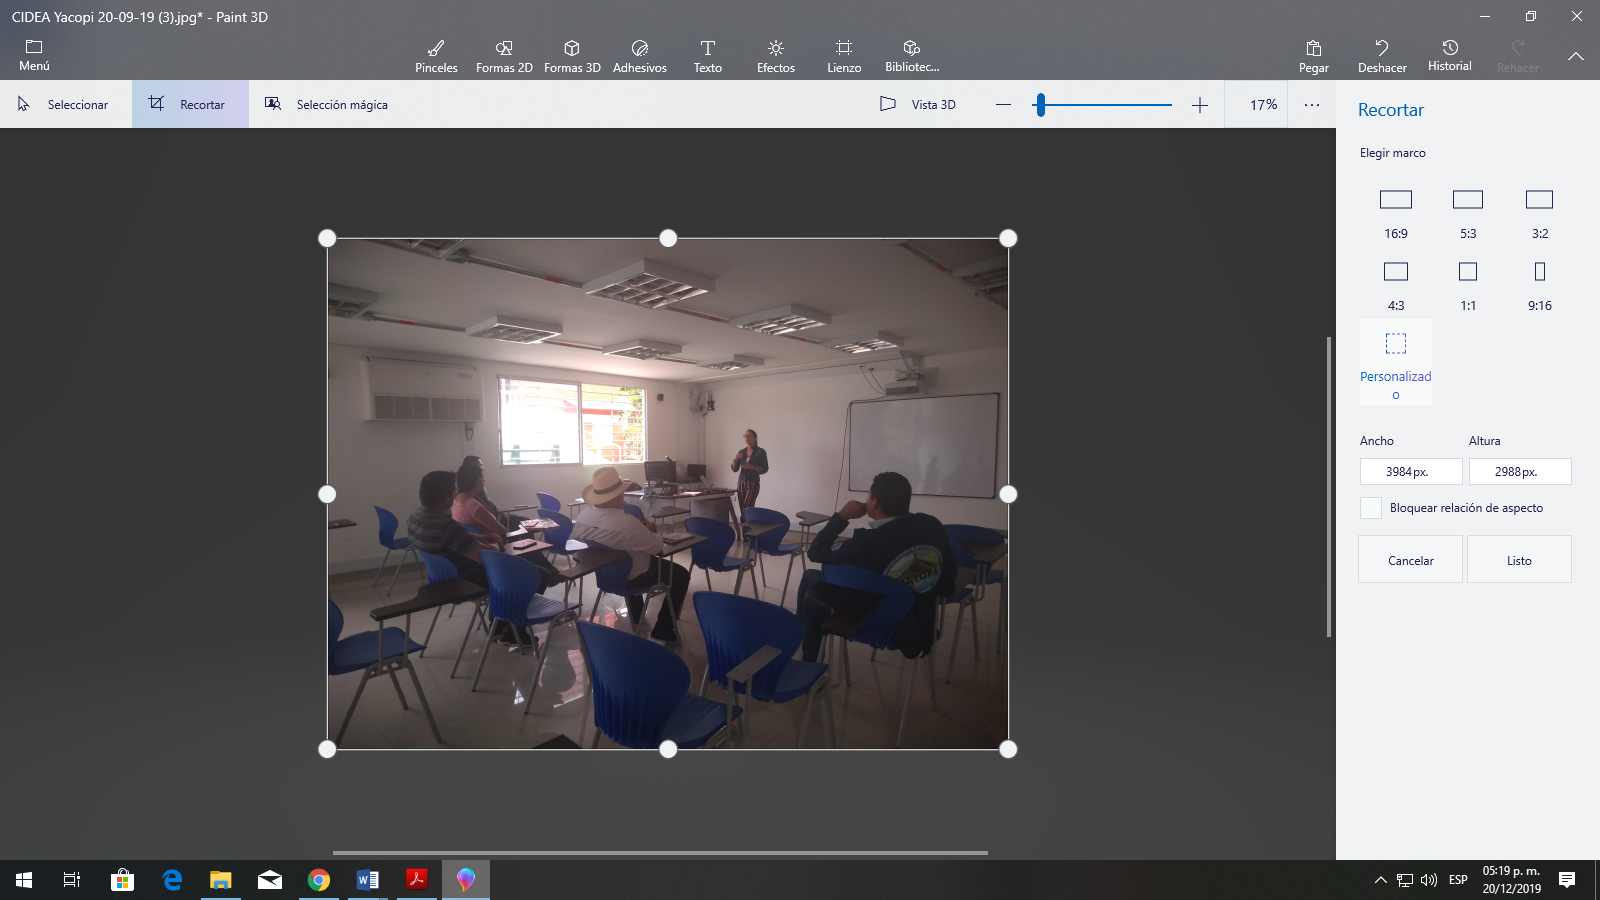 CIDEA Yacopi 20-09-19 (3).jpg* - Paint 3D
Menú
Pinceles
Formas 2D
Formas 3D
Adhesivos
Texto
Efectos
Lienzo
Bibliotec...
Pegar
Deshacer
Historial
Rehacer
Seleccionar
Recortar
Selección mágica
Vista 3D
17%
Recortar
Elegir marco
16:9
5:3
3:2
4:3
1:1
9:16
Personalizad
o
Ancho
Altura
3984px.
2988px.
Bloquear relación de aspecto
Cancelar
Listo
ESP
05:19 p. m.
20/12/2019